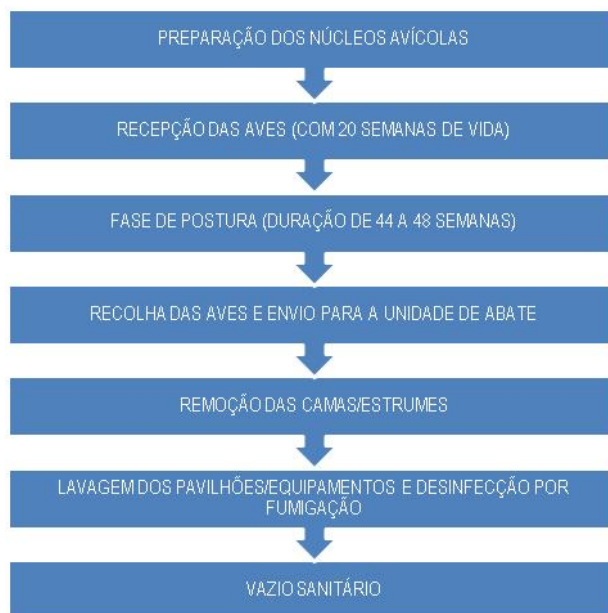 PREPARAÇÃO DOS NÚCLEOS AVÍCOLAS
RECEPÇÃO DAS AVES (COM 20 SEMANAS DE VIDA)
FASE DE POSTURA (DURAÇÃO DE 44 A 48 SEMANAS)
RECOLHA DAS AVES E ENVIO PARA A UNIDADE DE ABATE
REMOÇÃO DAS CAMAS/ESTRUMES
LAVAGEM DOS PAVILHÕES/EQUIPAMENTOS E DESINFECÇÃO POR
FUMIGAÇÃO
VAZIO SANITÁRIO